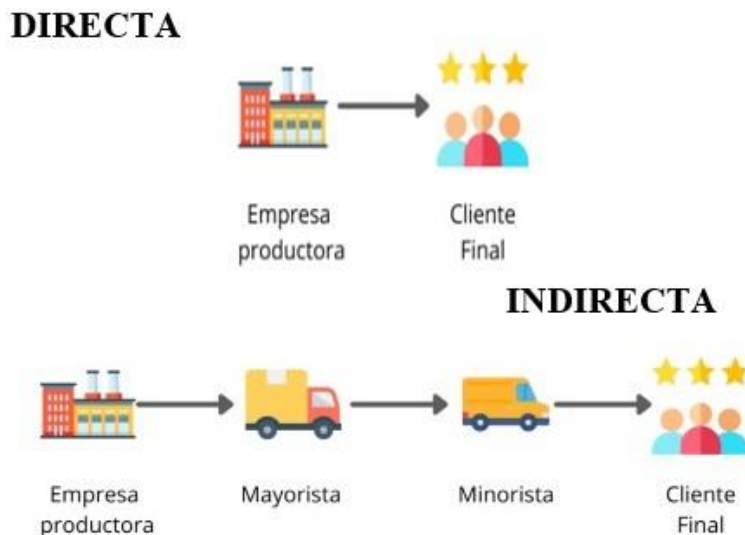 DIRECTA
Empresa
productora
Cliente
Final
INDIRECTA
Empresa
productora
Mayorista
Minorista
Cliente
Final